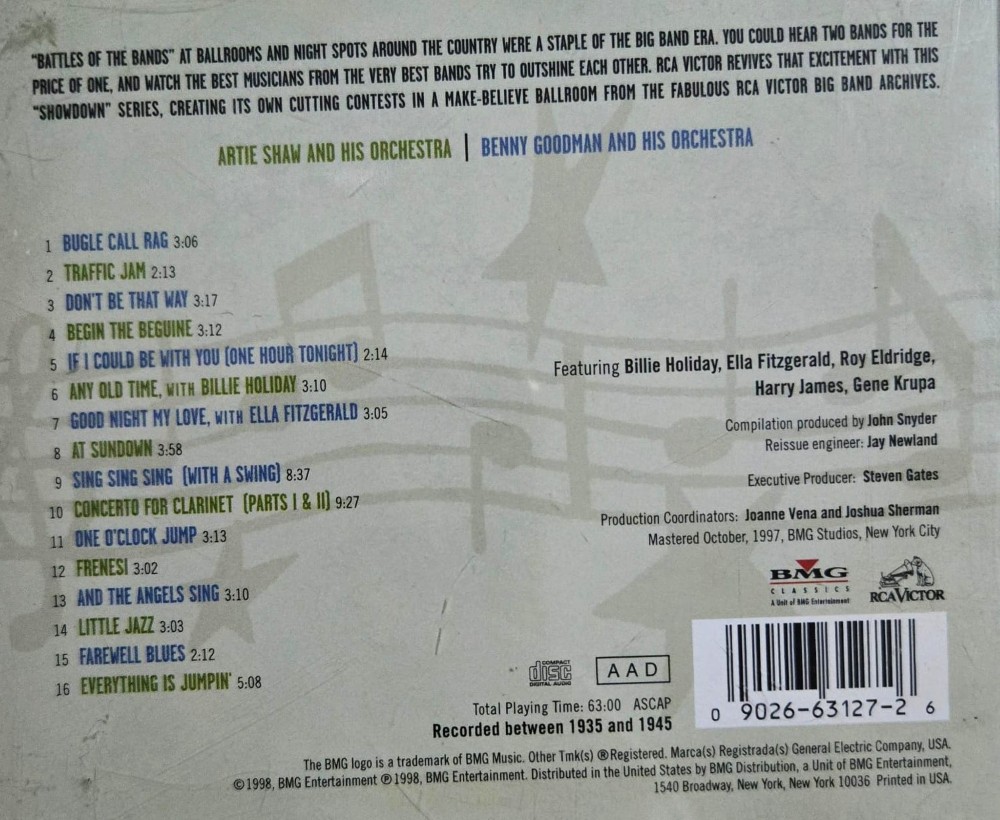 "BATTLES OF THE BANDS" AT BALLROOMS AND NIGHT SPOTS AROUND THE COUNTRY WERE A STAPLE OF THE BIG BAND ERA. YOU COULD HEAR TWO BANDS FOR THE
PRICE OF ONE, AND WATCH THE BEST MUSICIANS FROM THE VERY BEST BANDS TRY TO OUTSHINE EACH OTHER. RCA VICTOR REVIVES THAT EXCITEMENT WITH THIS
"SHOWDOWN" SERIES, CREATING ITS OWN CUTTING CONTESTS IN A MAKE-BELIEVE BALLROOM FROM THE FABULOUS RCA VICTOR BIG BAND ARCHIVES.
ARTIE SHAW AND HIS ORCHESTRA | BENNY GOODMAN AND HIS ORCHESTRA
1 BUGLE CALL RAG 3:06
2 TRAFFIC JAM 2:13
3 DON'T BE THAT WAY 3:17
4 BEGIN THE BEGUINE 3:12
5 IF I COULD BE WITH YOU (ONE HOUR TONIGHT) 2:14
6 ANY OLD TIME, WITH BILLIE HOLIDAY 3:10
7 GOOD NIGHT MY LOVE, WITH ELLA FITZGERALD 3:05
8 AT SUNDOWN 3:58
9 SING SING SING (WITH A SWING) 8:37
10 CONCERTO FOR CLARINET (PARTS I & II) 9:27
11 ONE O'CLOCK JUMP 3:13
12 FRENESI 3:02
13 AND THE ANGELS SING 3:10
14 LITTLE JAZZ 3:03
15 FAREWELL BLUES 2:12
16 EVERYTHING IS JUMPIN' 5:08
Featuring Billie Holiday, Ella Fitzgerald, Roy Eldridge,
Harry James, Gene Krupa
Compilation produced by John Snyder
Reissue engineer: Jay Newland
Executive Producer: Steven Gates
Production Coordinators: Joanne Vena and Joshua Sherman
Mastered October, 1997, BMG Studios, New York City
BMG
CLASSICS
A Unit of BMG Entertainment
RCA VICTOR
COMPACT
disc
DIGITAL AUDIO
AAD
Total Playing Time: 63:00 ASCAP
Recorded between 1935 and 1945
0 9026-63127-2 6
The BMG logo is a trademark of BMG Music. Other Tmk(s) ®Registered. Marca(s) Registrada(s) General Electric Company, USA.
©1998, BMG Entertainment ℗1998, BMG Entertainment. Distributed in the United States by BMG Distribution, a Unit of BMG Entertainment,
1540 Broadway, New York, New York 10036 Printed in USA.